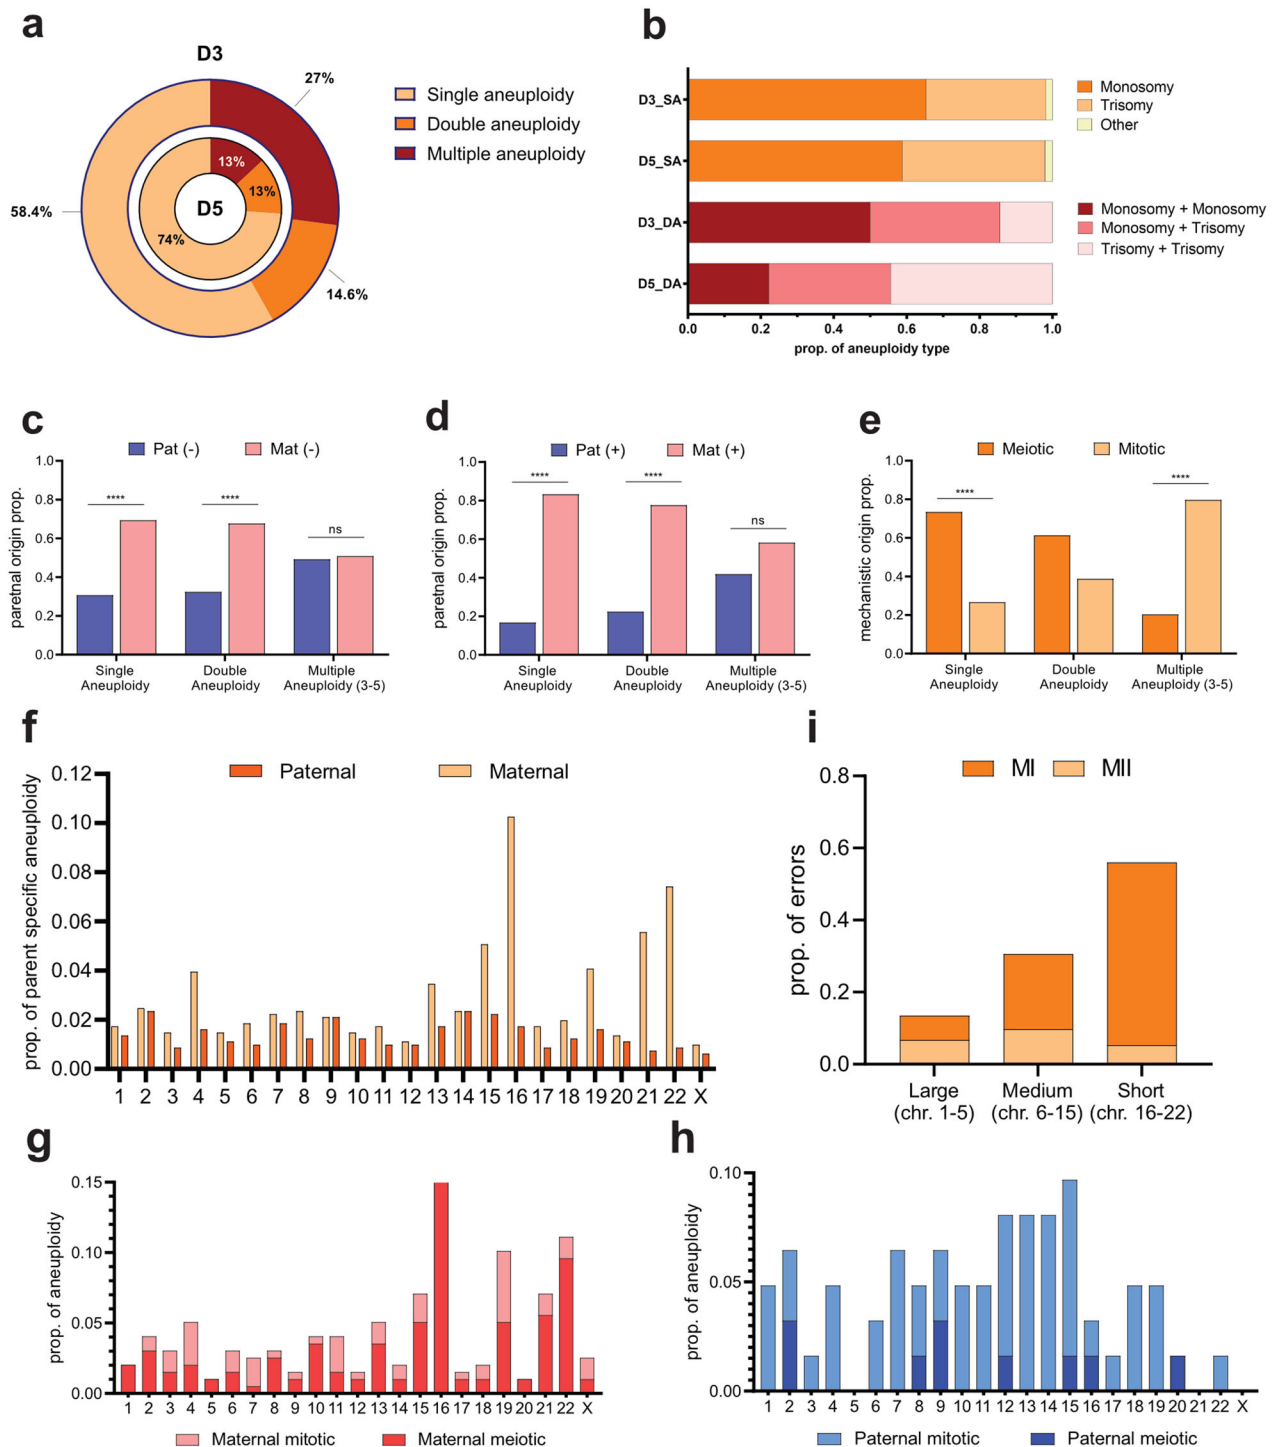 a
D3
27%
13%
13%
D5
74%
58.4%
14.6%
Single aneuploidy
Double aneuploidy
Multiple aneuploidy
b
D3_SA
D5_SA
D3_DA
D5_DA
0.0 0.2 0.4 0.6 0.8 1.0
prop. of aneuploidy type
Monosomy
Trisomy
Other
Monosomy + Monosomy
Monosomy + Trisomy
Trisomy + Trisomy
c
Pat (-) Mat (-)
paretnal origin prop.
1.0
0.8
0.6
0.4
0.2
0.0
**** **** ns
Single Double Multiple
Aneuploidy Aneuploidy Aneuploidy (3-5)
d
Pat (+) Mat (+)
paretnal origin prop.
1.0
0.8
0.6
0.4
0.2
0.0
**** **** ns
Single Double Multiple
Aneuploidy Aneuploidy Aneuploidy (3-5)
e
Meiotic Mitotic
mechanistic origin prop.
1.0
0.8
0.6
0.4
0.2
0.0
**** ****
Single Double Multiple
Aneuploidy Aneuploidy Aneuploidy (3-5)
f
Paternal Maternal
prop. of parent specific aneuploidy
0.12
0.10
0.08
0.06
0.04
0.02
0.00
1 2 3 4 5 6 7 8 9 10 11 12 13 14 15 16 17 18 19 20 21 22 X
i
MI MII
prop. of errors
0.8
0.6
0.4
0.2
0.0
Large Medium Short
(chr. 1-5) (chr. 6-15) (chr. 16-22)
g
prop. of aneuploidy
0.15
0.10
0.05
0.00
1 2 3 4 5 6 7 8 9 10 11 12 13 14 15 16 17 18 19 20 21 22 X
Maternal mitotic Maternal meiotic
h
prop. of aneuploidy
0.10
0.05
0.00
1 2 3 4 5 6 7 8 9 10 11 12 13 14 15 16 17 18 19 20 21 22 X
Paternal mitotic Paternal meiotic